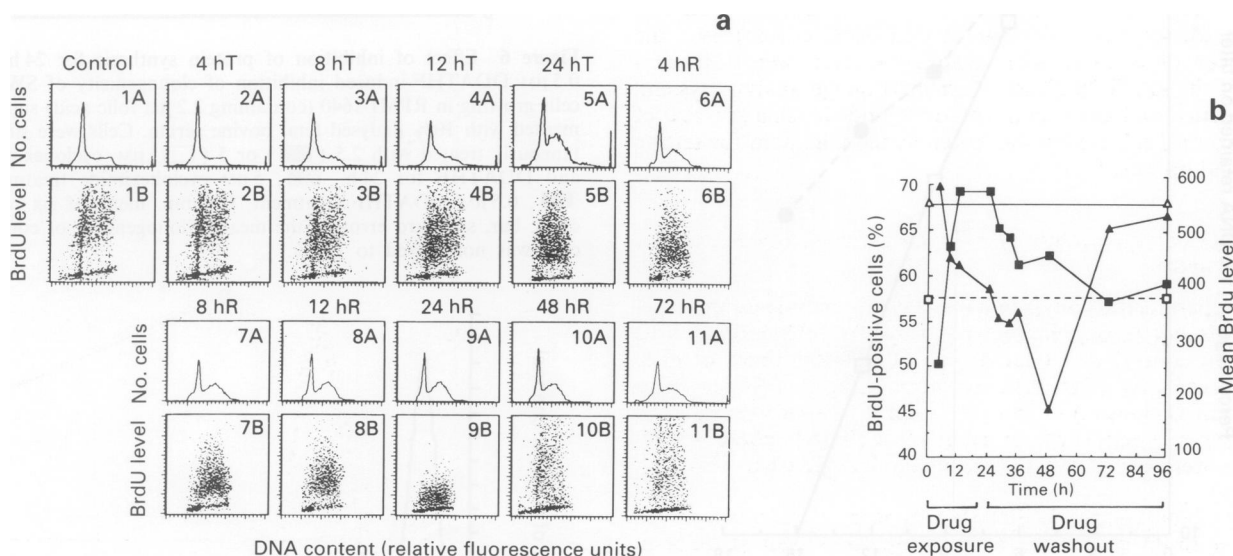 a
Control 4 hT 8 hT 12 hT 24 hT 4 hR
No. cells
1A 2A 3A 4A 5A 6A
BrdU level
1B 2B 3B 4B 5B 6B
8 hR 12 hR 24 hR 48 hR 72 hR
No. cells
7A 8A 9A 10A 11A
BrdU level
7B 8B 9B 10B 11B
DNA content (relative fluorescence units)
b
BrdU-positive cells (%)
70
65
60
55
50
45
40
600
500
400
300
200
100
Mean Brdu level
0 12 24 36 48 60 72 84 96
Time (h)
Drug exposure
Drug washout